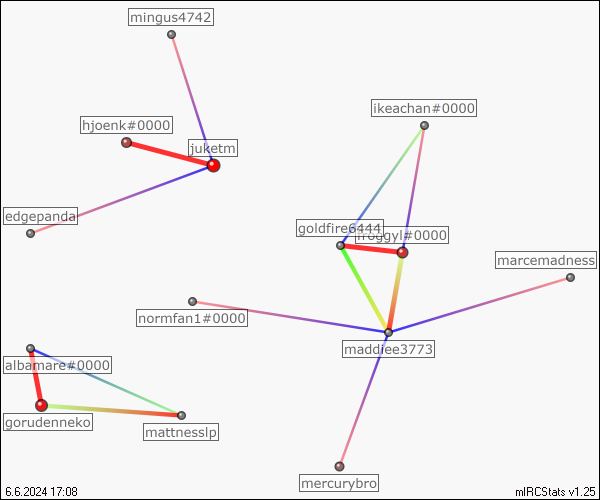 mingus4742
ikeachan#0000
hjoenk#0000
juketm
edgepanda
goldfire6444
froggyl#0000
marcemadness
normfan1#0000
maddiee3773
albamare#0000
gorudenneko
mattnesslp
mercurybro
6.6.2024 17:08
mIRCStats v1.25